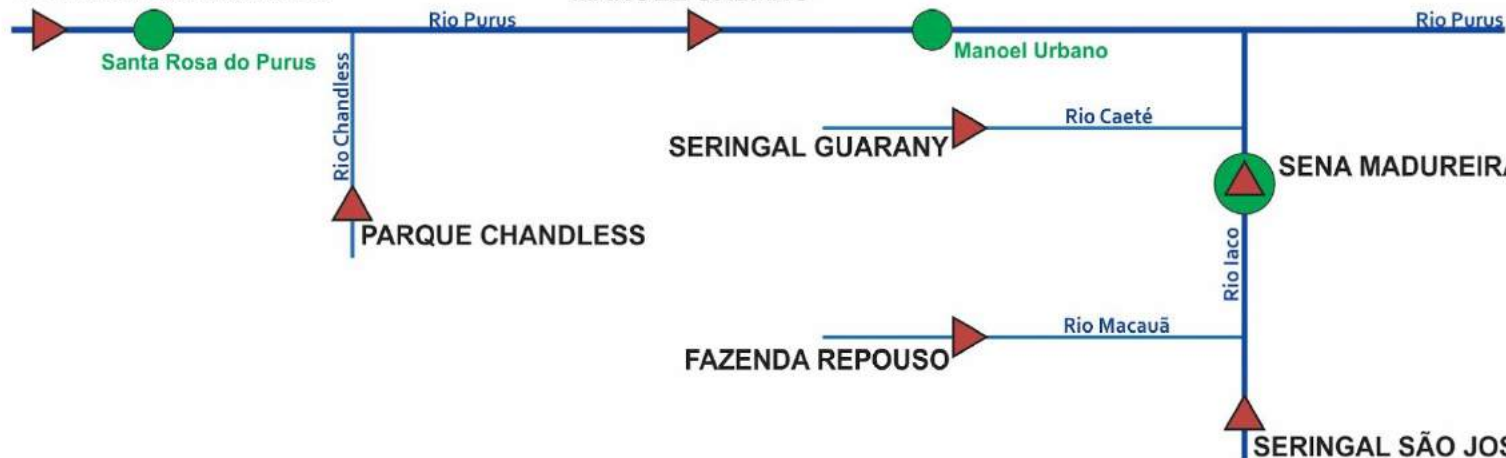 Rio Purus
Rio Purus
Santa Rosa do Purus
Manoel Urbano
Rio Chandless
Rio Caeté
SERINGAL GUARANY
SENA MADUREIRA
PARQUE CHANDLESS
Rio Iaco
Rio Macauã
FAZENDA REPOUSO
SERINGAL SÃO JOS